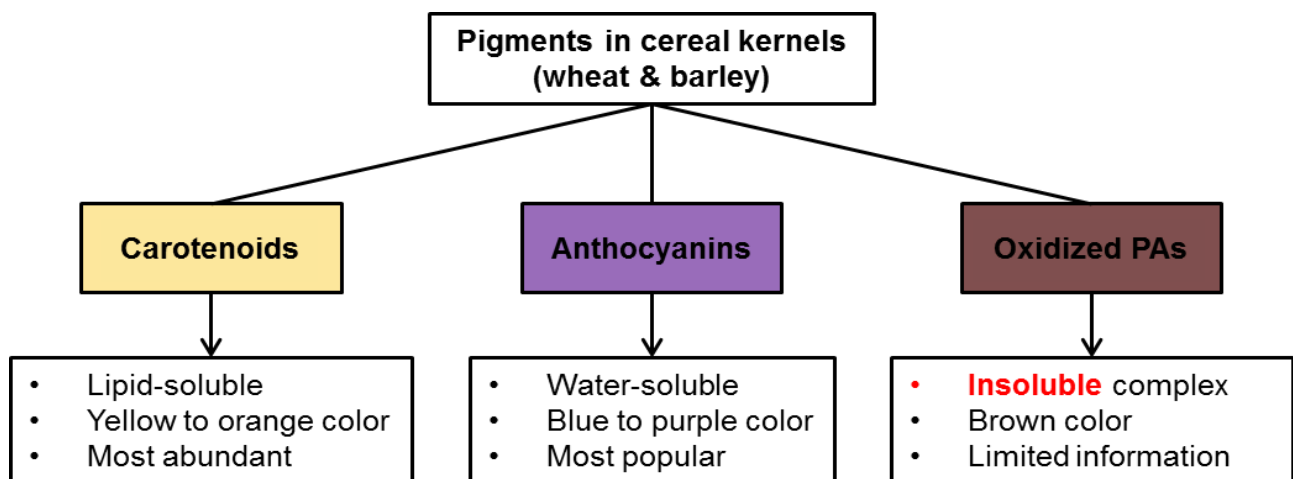 Pigments in cereal kernels
(wheat & barley)
Carotenoids
Anthocyanins
Oxidized PAs
• Lipid-soluble
• Yellow to orange color
• Most abundant
• Water-soluble
• Blue to purple color
• Most popular
• Insoluble complex
• Brown color
• Limited information